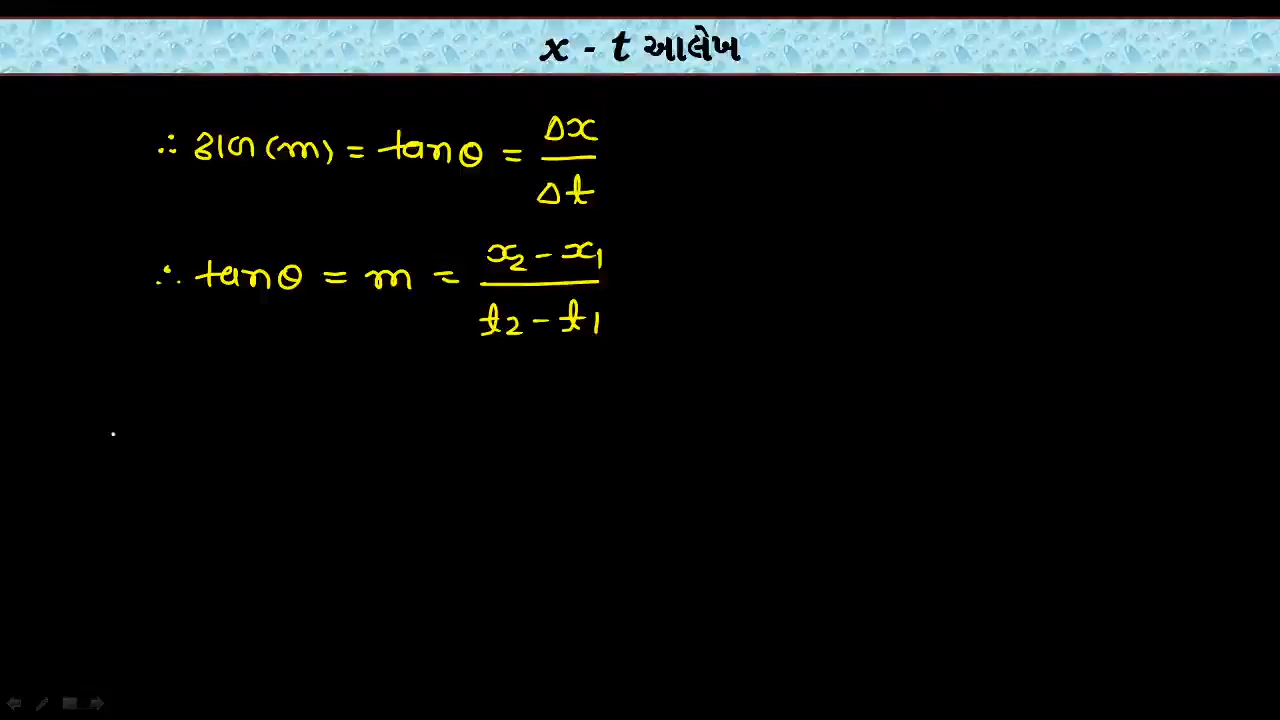 x - t આલેખ
∴ ઢાળ (m) = tanθ = Δx / Δt
∴ tanθ = m = x₂ - x₁ / t₂ - t₁